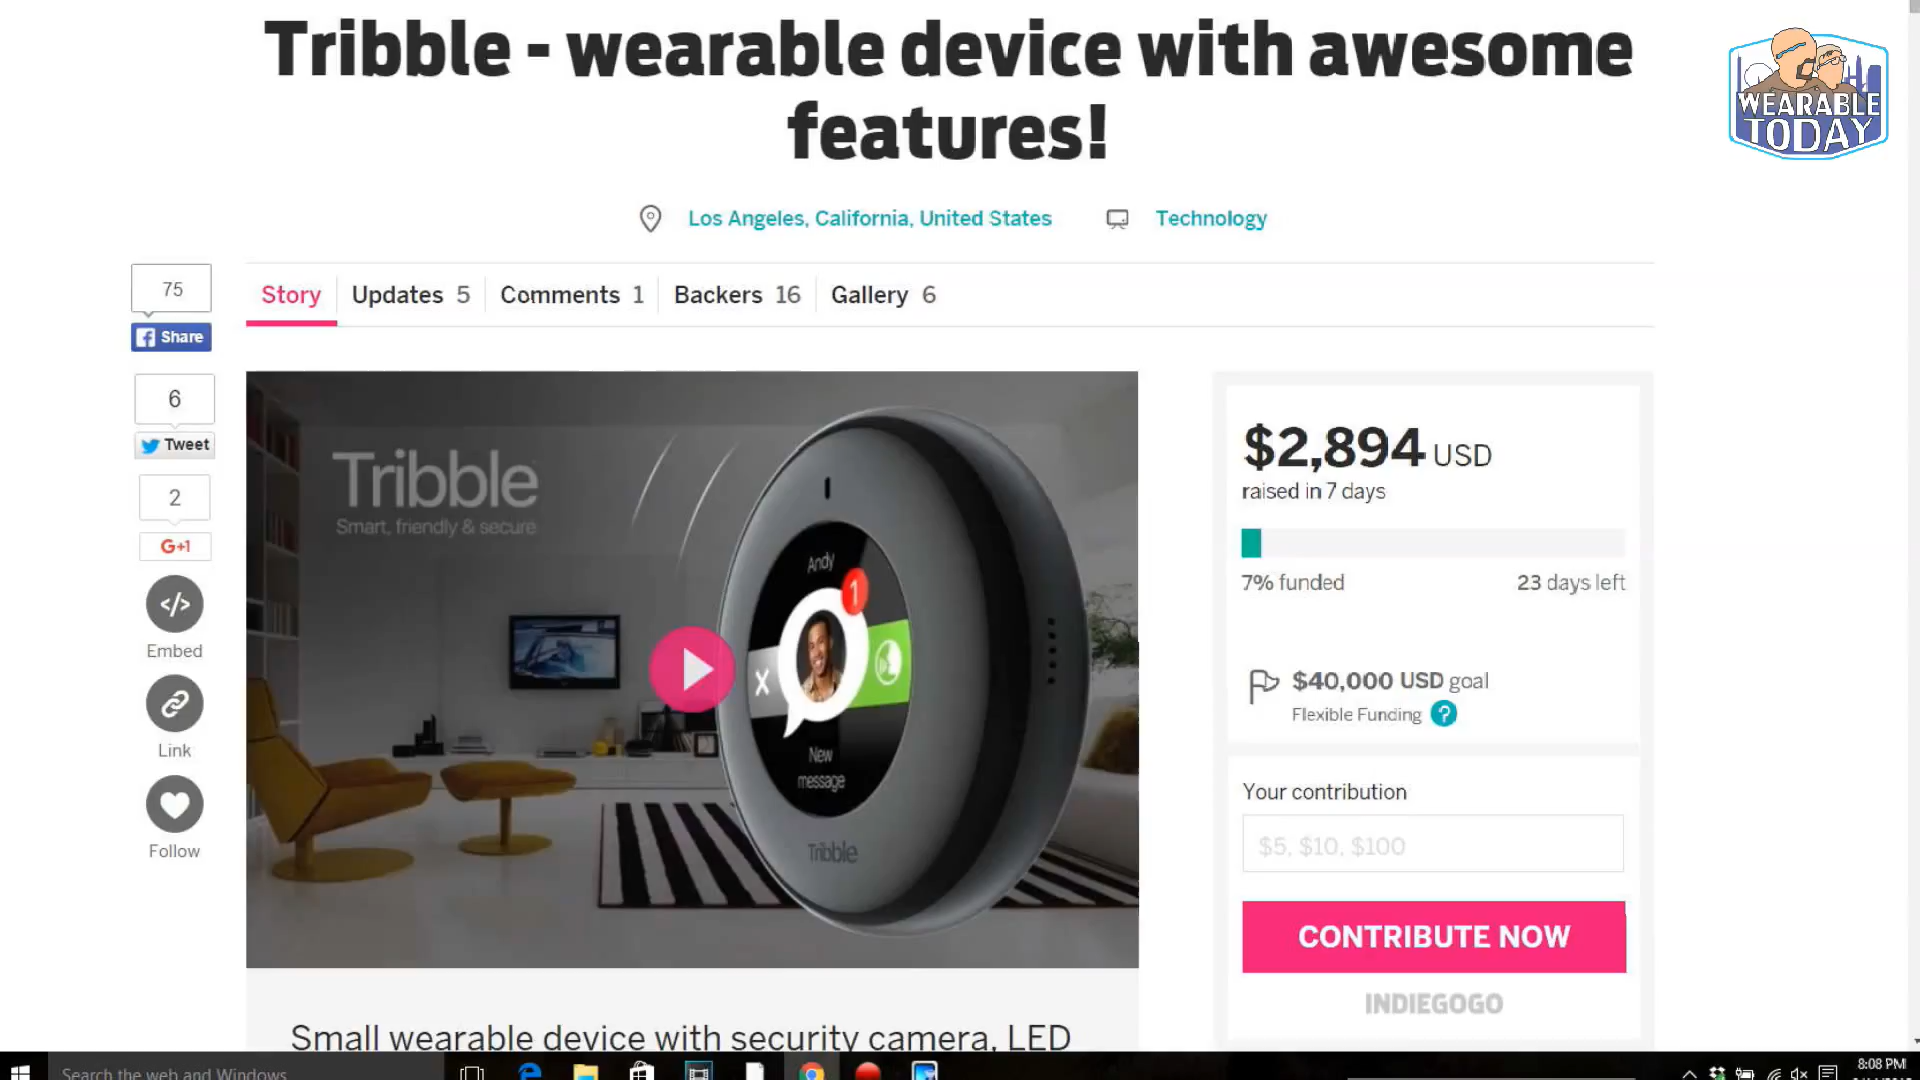 Tribble - wearable device with awesome
features!
WEARABLE
TODAY
Los Angeles, California, United States
Technology
75
Share
Story
Updates 5
Comments 1
Backers 16
Gallery 6
6
Tweet
2
G+1
Embed
Link
Follow
Tribble
Smart, friendly & secure
Andy
1
X
New
message
Tribble
$2,894 USD
raised in 7 days
7% funded
23 days left
$40,000 USD goal
Flexible Funding ?
Your contribution
$5, $10, $100
CONTRIBUTE NOW
INDIEGOGO
Small wearable device with security camera, LED
Search the web and Windows
8:08 PM